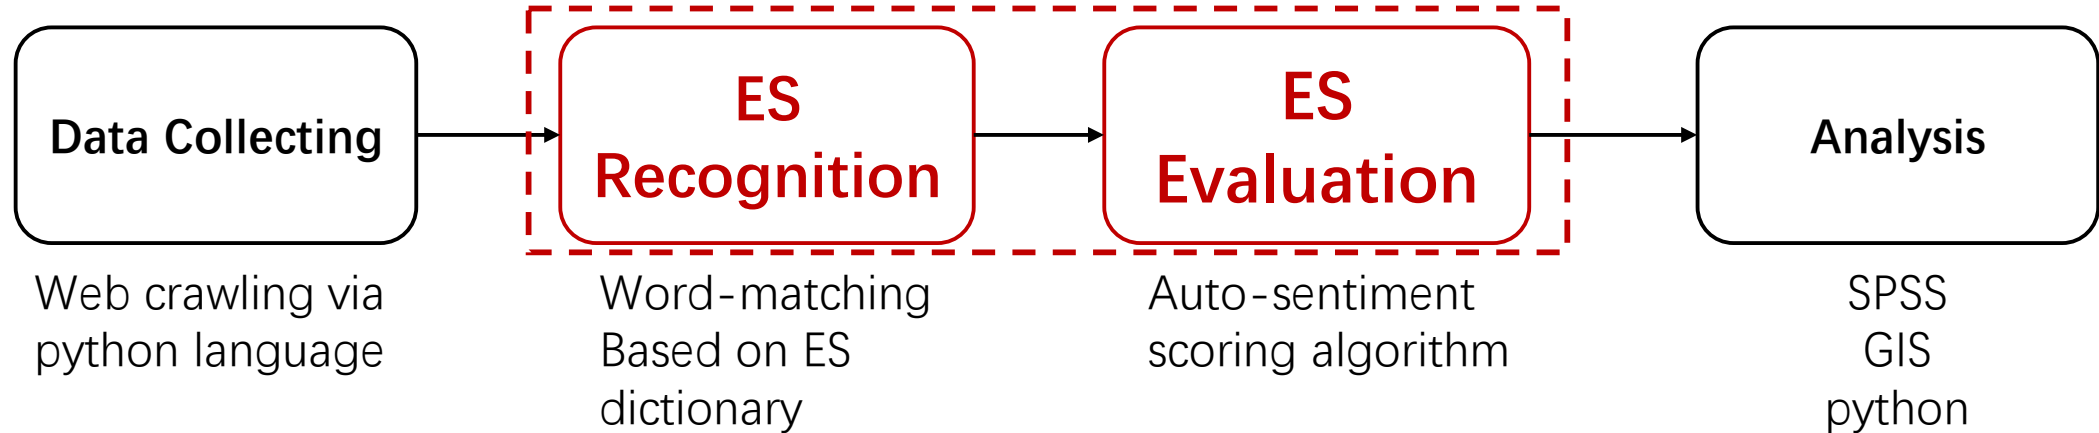 Data Collecting
ES
Recognition
ES
Evaluation
Analysis
Web crawling via
python language
Word-matching
Based on ES
dictionary
Auto-sentiment
scoring algorithm
SPSS
GIS
python